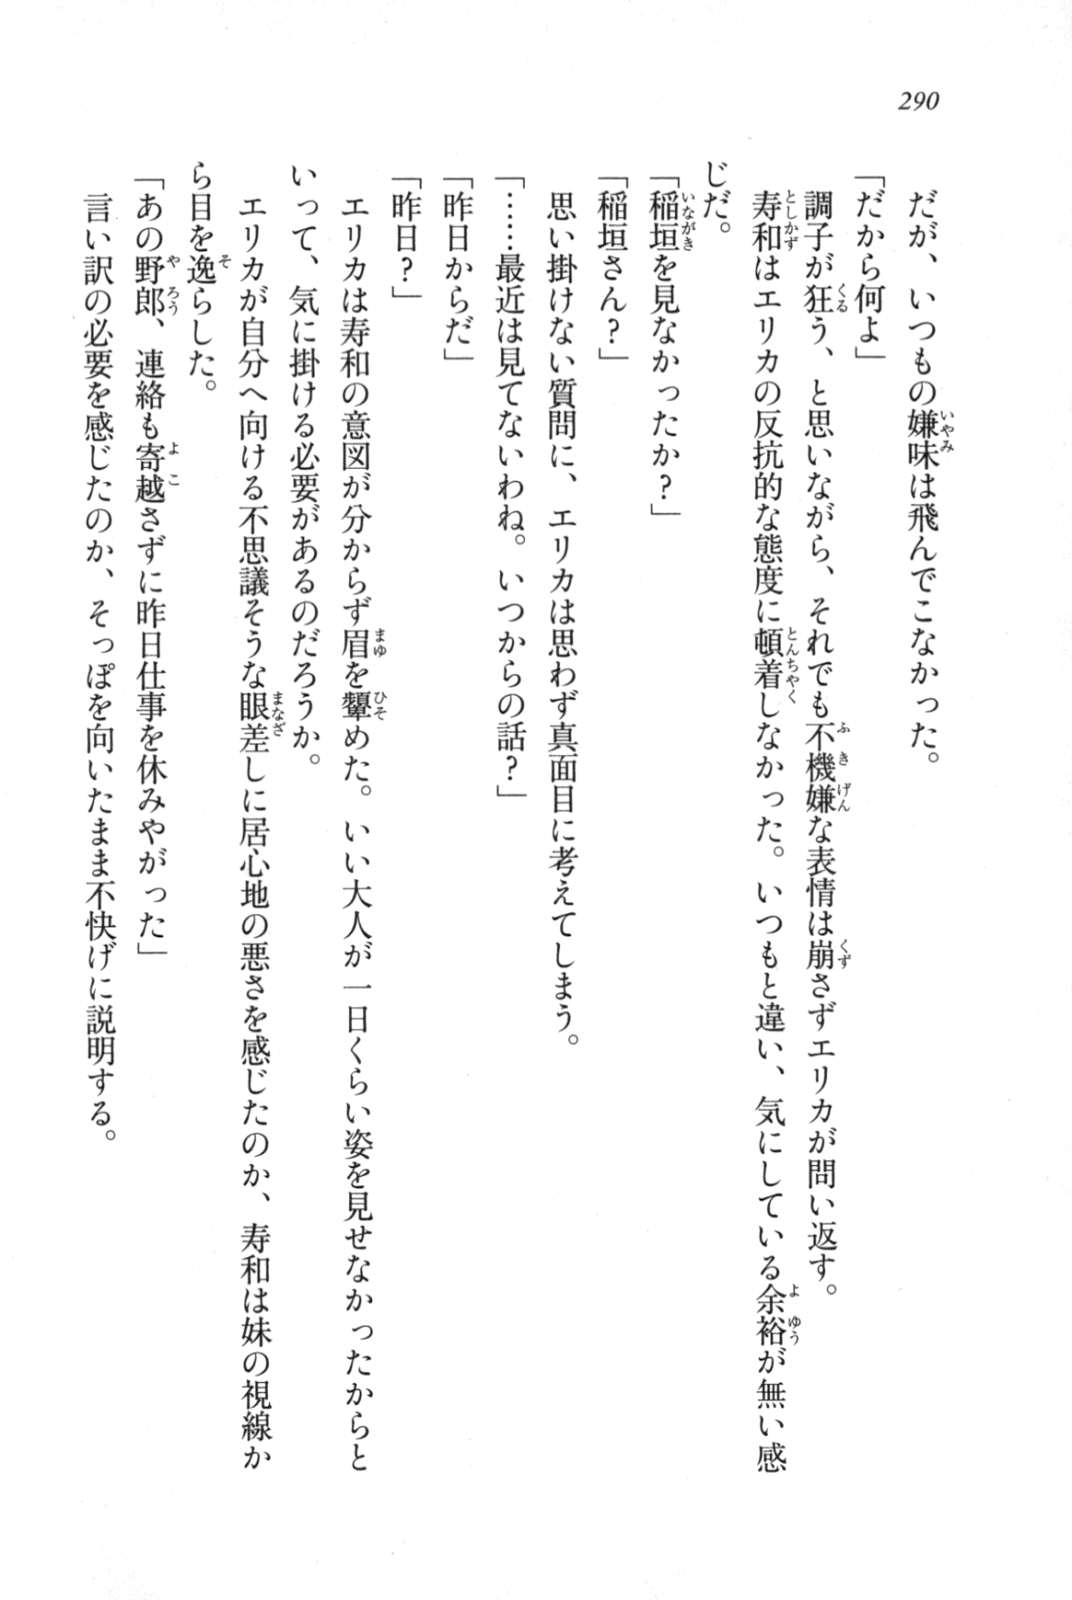 290
だが、いつもの嫌味は飛んでこなかった。
「だから何よ」
調子が狂う、と思いながら、それでも不機嫌な表情は崩さずエリカが問い返す。
寿和はエリカの反抗的な態度に頓着しなかった。いつもと違い、気にしている余裕が無い感
じだ。
「稲垣を見なかったか？」
「稲垣さん？」
思い掛けない質問に、エリカは思わず真面目に考えてしまう。
「……最近は見てないわね。いつからの話？」
「昨日からだ」
「昨日？」
エリカは寿和の意図が分からず眉を顰めた。いい大人が一日くらい姿を見せなかったからと
いって、気に掛ける必要があるのだろうか。
エリカが自分へ向ける不思議そうな眼差しに居心地の悪さを感じたのか、寿和は妹の視線か
ら目を逸らした。
「あの野郎、連絡も寄越さずに昨日仕事を休みやがった」
言い訳の必要を感じたのか、そっぽを向いたまま不快げに説明する。